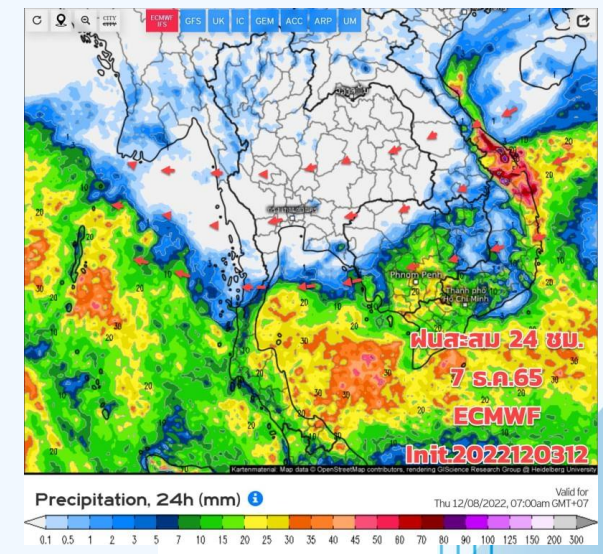 CITY
ECMWF IFS GFS UK IC GEM ACC ARP UM
Phnom Penh
Thành phố
Hồ Chí Minh
ฝนสะสม 24 ชม.
7 ธ.ค.65
ECMWF
Init.2022120312
Kartenmaterial: Map data © OpenStreetMap contributors, rendering GIScience Research Group @ Heidelberg University
Precipitation, 24h (mm)
Valid for
Thu 12/08/2022, 07:00am GMT+07
0.1 0.5 1 2 3 5 7 10 15 20 25 30 35 40 45 50 60 70 80 90 100 125 150 200 300